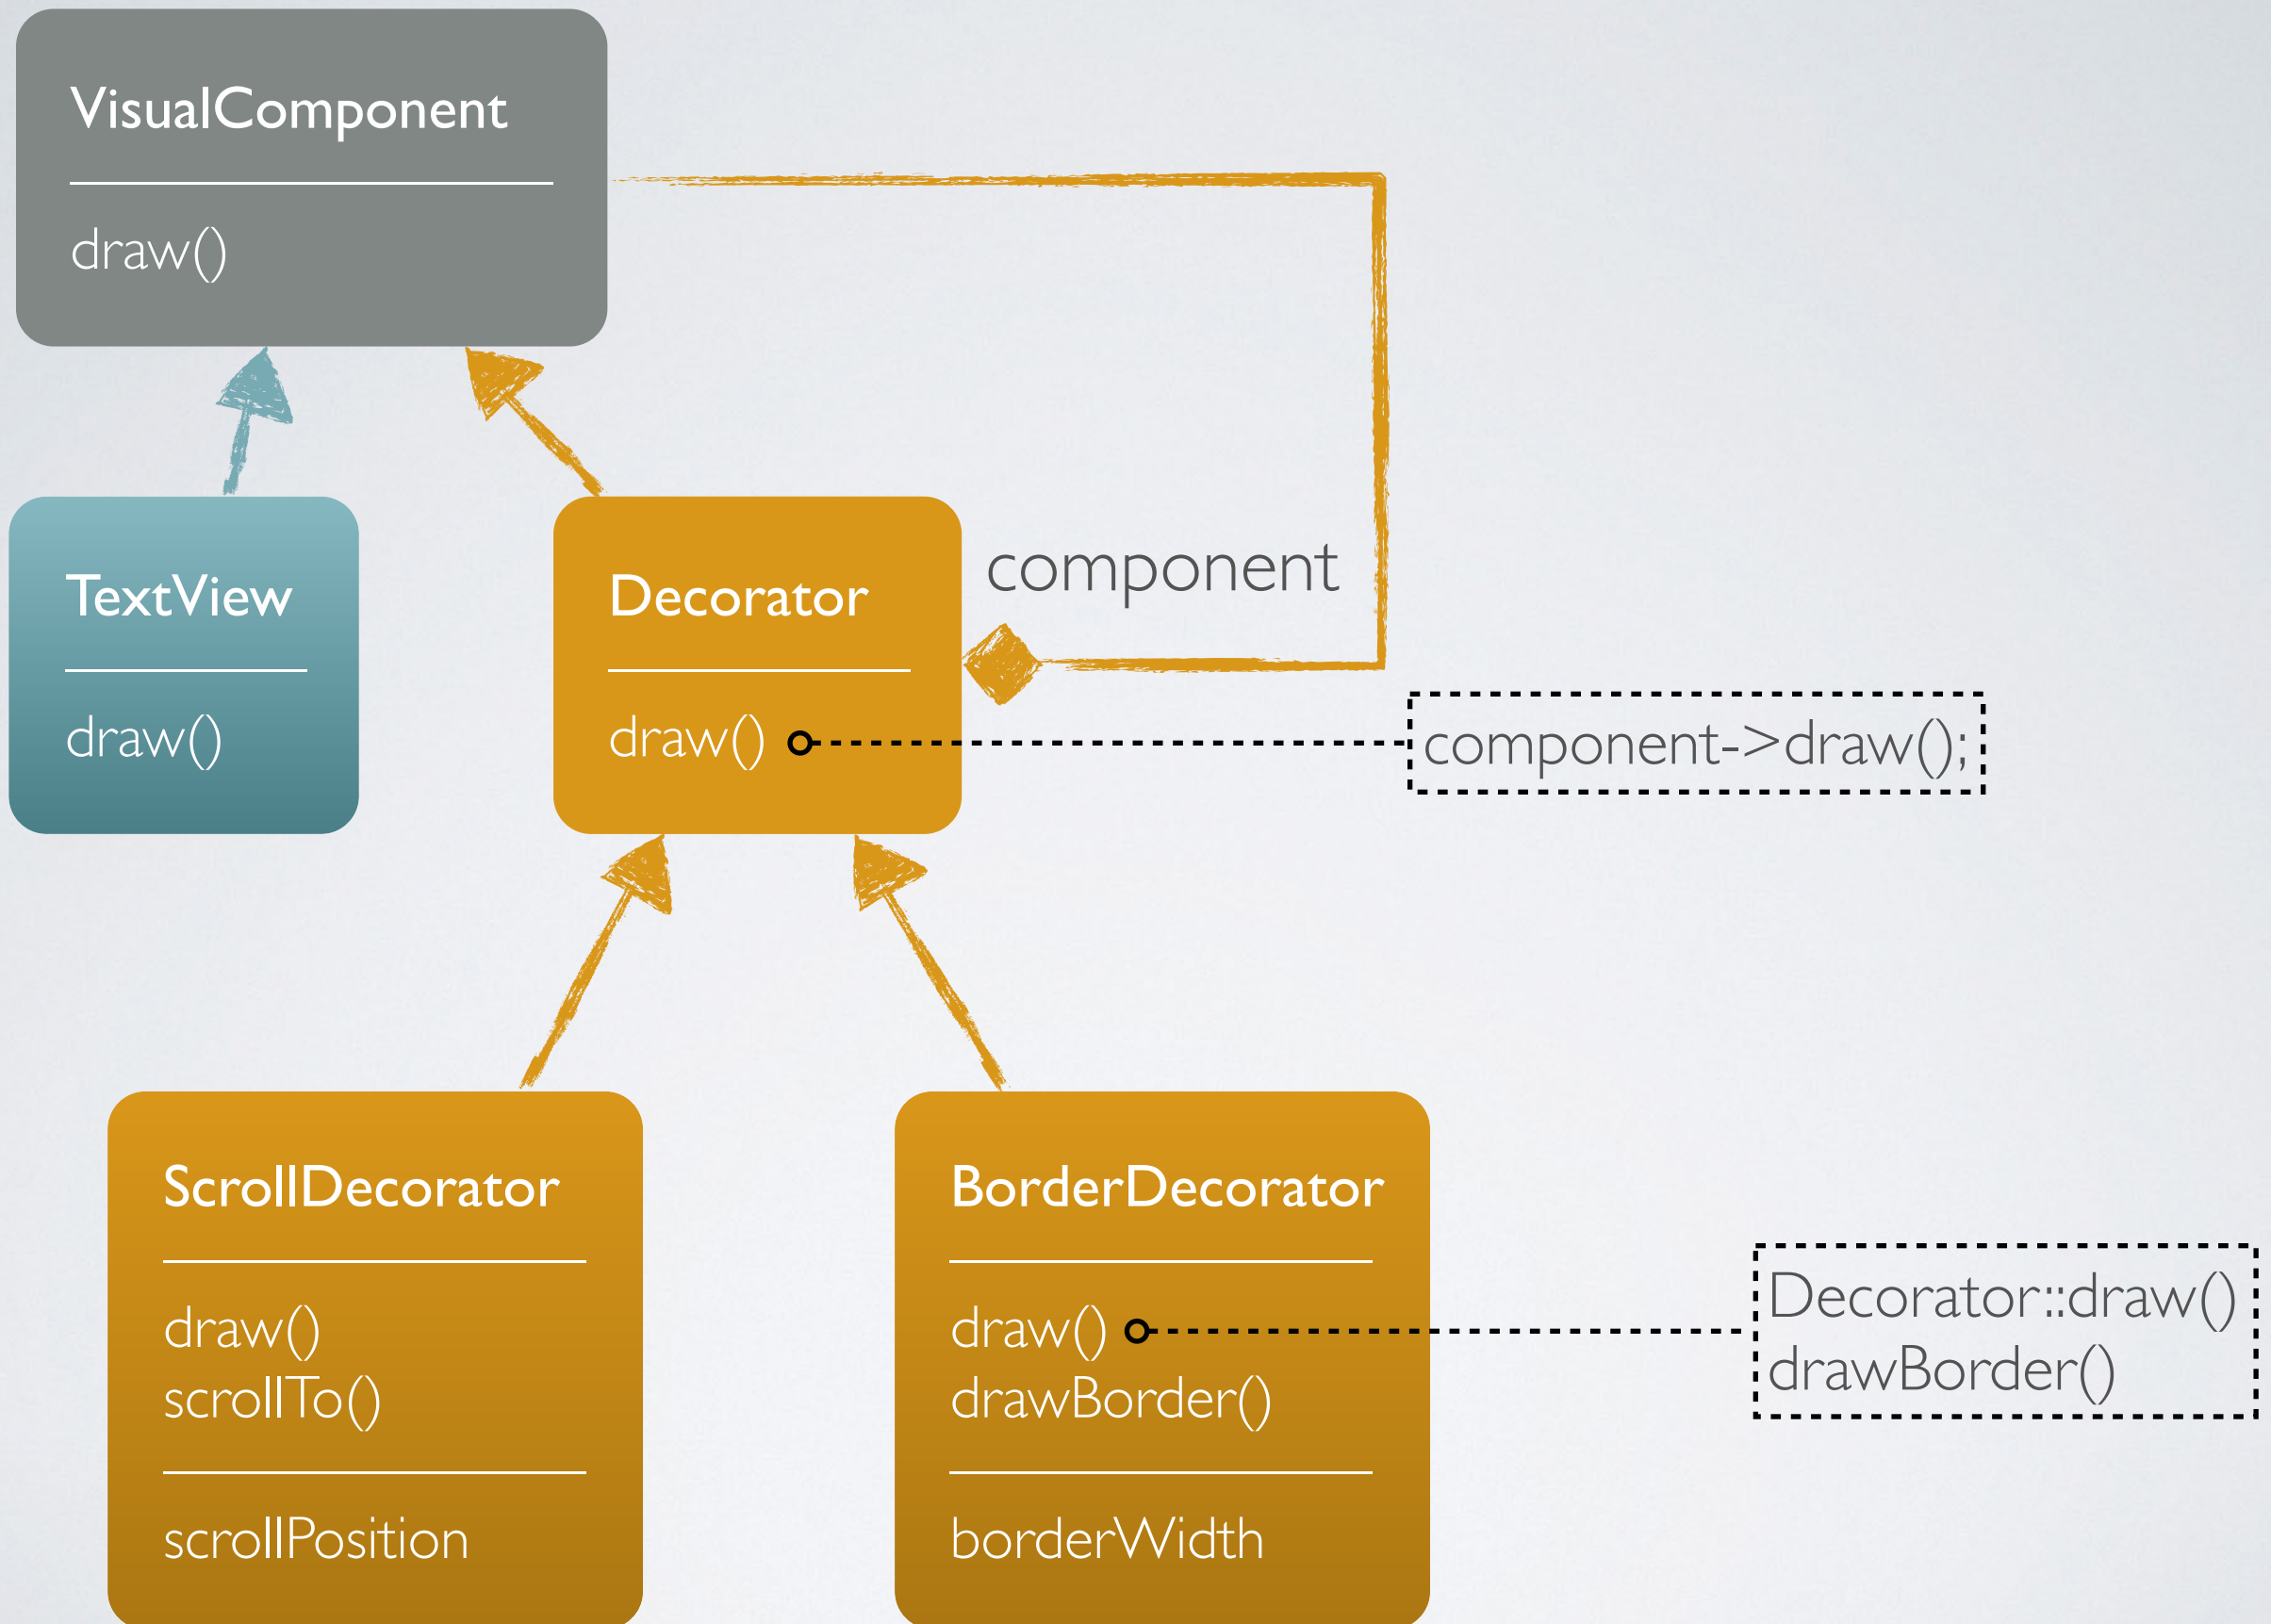 VisualComponent
draw()
TextView
draw()
Decorator
draw()
component
component->draw();
ScrollDecorator
draw()
scrollTo()
scrollPosition
BorderDecorator
draw()
drawBorder()
borderWidth
Decorator::draw()
drawBorder()